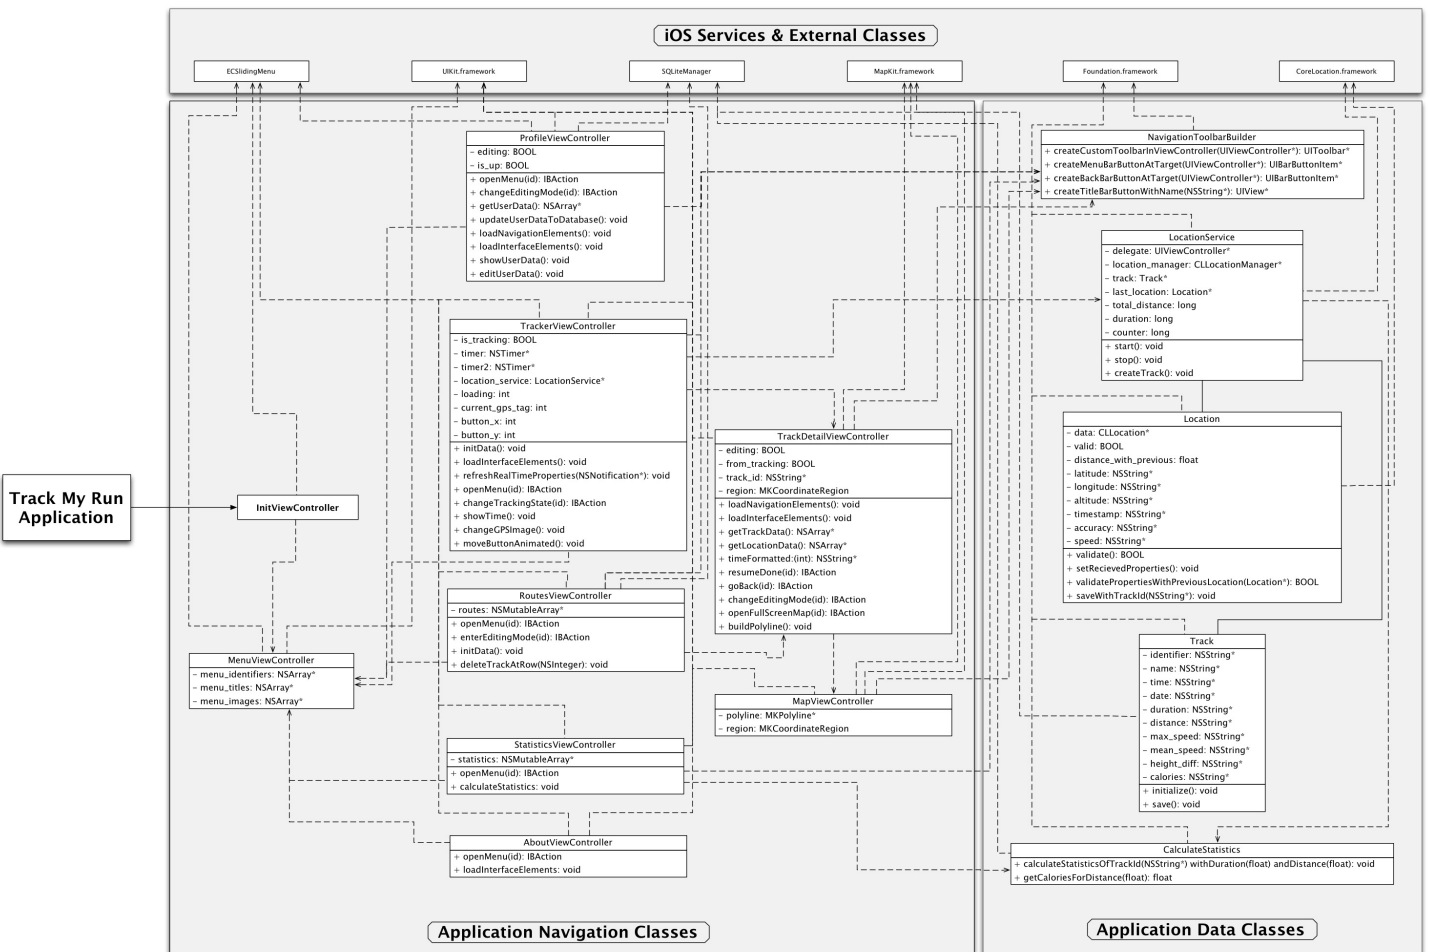 iOS Services & External Classes
ECSlidingMenu
UIKit.framework
SQLiteManager
MapKit.framework
Foundation.framework
CoreLocation.framework
ProfileViewController
- editing: BOOL
- is_up: BOOL
+ openMenu(id): IBAction
+ changeEditingMode(id): IBAction
+ getUserData(): NSArray*
+ updateUserDataToDatabase(): void
+ loadNavigationElements(): void
+ loadInterfaceElements(): void
+ showUserData(): void
+ editUserData(): void
TrackerViewController
- is_tracking: BOOL
- timer: NSTimer*
- timer2: NSTimer*
- location_service: LocationService*
- loading: int
- current_gps_tag: int
- button_x: int
- button_y: int
+ initData(): void
+ loadInterfaceElements(): void
+ refreshRealTimeProperties(NSNotification*): void
+ openMenu(id): IBAction
+ changeTrackingState(id): IBAction
+ showTime(): void
+ changeGPSImage(): void
+ moveButtonAnimated(): void
TrackDetailViewController
- editing: BOOL
- from_tracking: BOOL
- track_id: NSString*
- region: MKCoordinateRegion
+ loadNavigationElements(): void
+ loadInterfaceElements(): void
+ getTrackData(): NSArray*
+ getLocationData(): NSArray*
+ timeFormatted:(int): NSString*
+ resumeDone(id): IBAction
+ goBack(id): IBAction
+ changeEditingMode(id): IBAction
+ openFullScreenMap(id): IBAction
+ buildPolyline(): void
Track My Run
Application
InitViewController
RoutesViewController
- routes: NSMutableArray*
+ openMenu(id): IBAction
+ enterEditingMode(id): IBAction
+ initData(): void
+ deleteTrackAtRow(NSInteger): void
MenuViewController
- menu_identifiers: NSArray*
- menu_titles: NSArray*
- menu_images: NSArray*
MapViewController
- polyline: MKPolyline*
- region: MKCoordinateRegion
StatisticsViewController
- statistics: NSMutableArray*
+ openMenu(id): IBAction
+ calculateStatistics: void
AboutViewController
+ openMenu(id): IBAction
+ loadInterfaceElements: void
Application Navigation Classes
NavigationToolbarBuilder
+ createCustomToolbarInViewController(UIViewController*): UIToolbar*
+ createMenuBarButtonAtTarget(UIViewController*): UIBarButtonItem*
+ createBackBarButtonAtTarget(UIViewController*): UIBarButtonItem*
+ createTitleBarButtonWithName(NSString*): UIView*
LocationService
- delegate: UIViewController*
- location_manager: CLLocationManager*
- track: Track*
- last_location: Location*
- total_distance: long
- duration: long
- counter: long
+ start(): void
+ stop(): void
+ createTrack(): void
Location
- data: CLLocation*
- valid: BOOL
- distance_with_previous: float
- latitude: NSString*
- longitude: NSString*
- altitude: NSString*
- timestamp: NSString*
- accuracy: NSString*
- speed: NSString*
+ validate(): BOOL
+ setRecievedProperties(): void
+ validatePropertiesWithPreviousLocation(Location*): BOOL
+ saveWithTrackId(NSString*): void
Track
- identifier: NSString*
- name: NSString*
- time: NSString*
- date: NSString*
- duration: NSString*
- distance: NSString*
- max_speed: NSString*
- mean_speed: NSString*
- height_diff: NSString*
- calories: NSString*
+ initialize(): void
+ save(): void
CalculateStatistics
+ calculateStatisticsOfTrackId(NSString*) withDuration(float) andDistance(float): void
+ getCaloriesForDistance(float): float
Application Data Classes